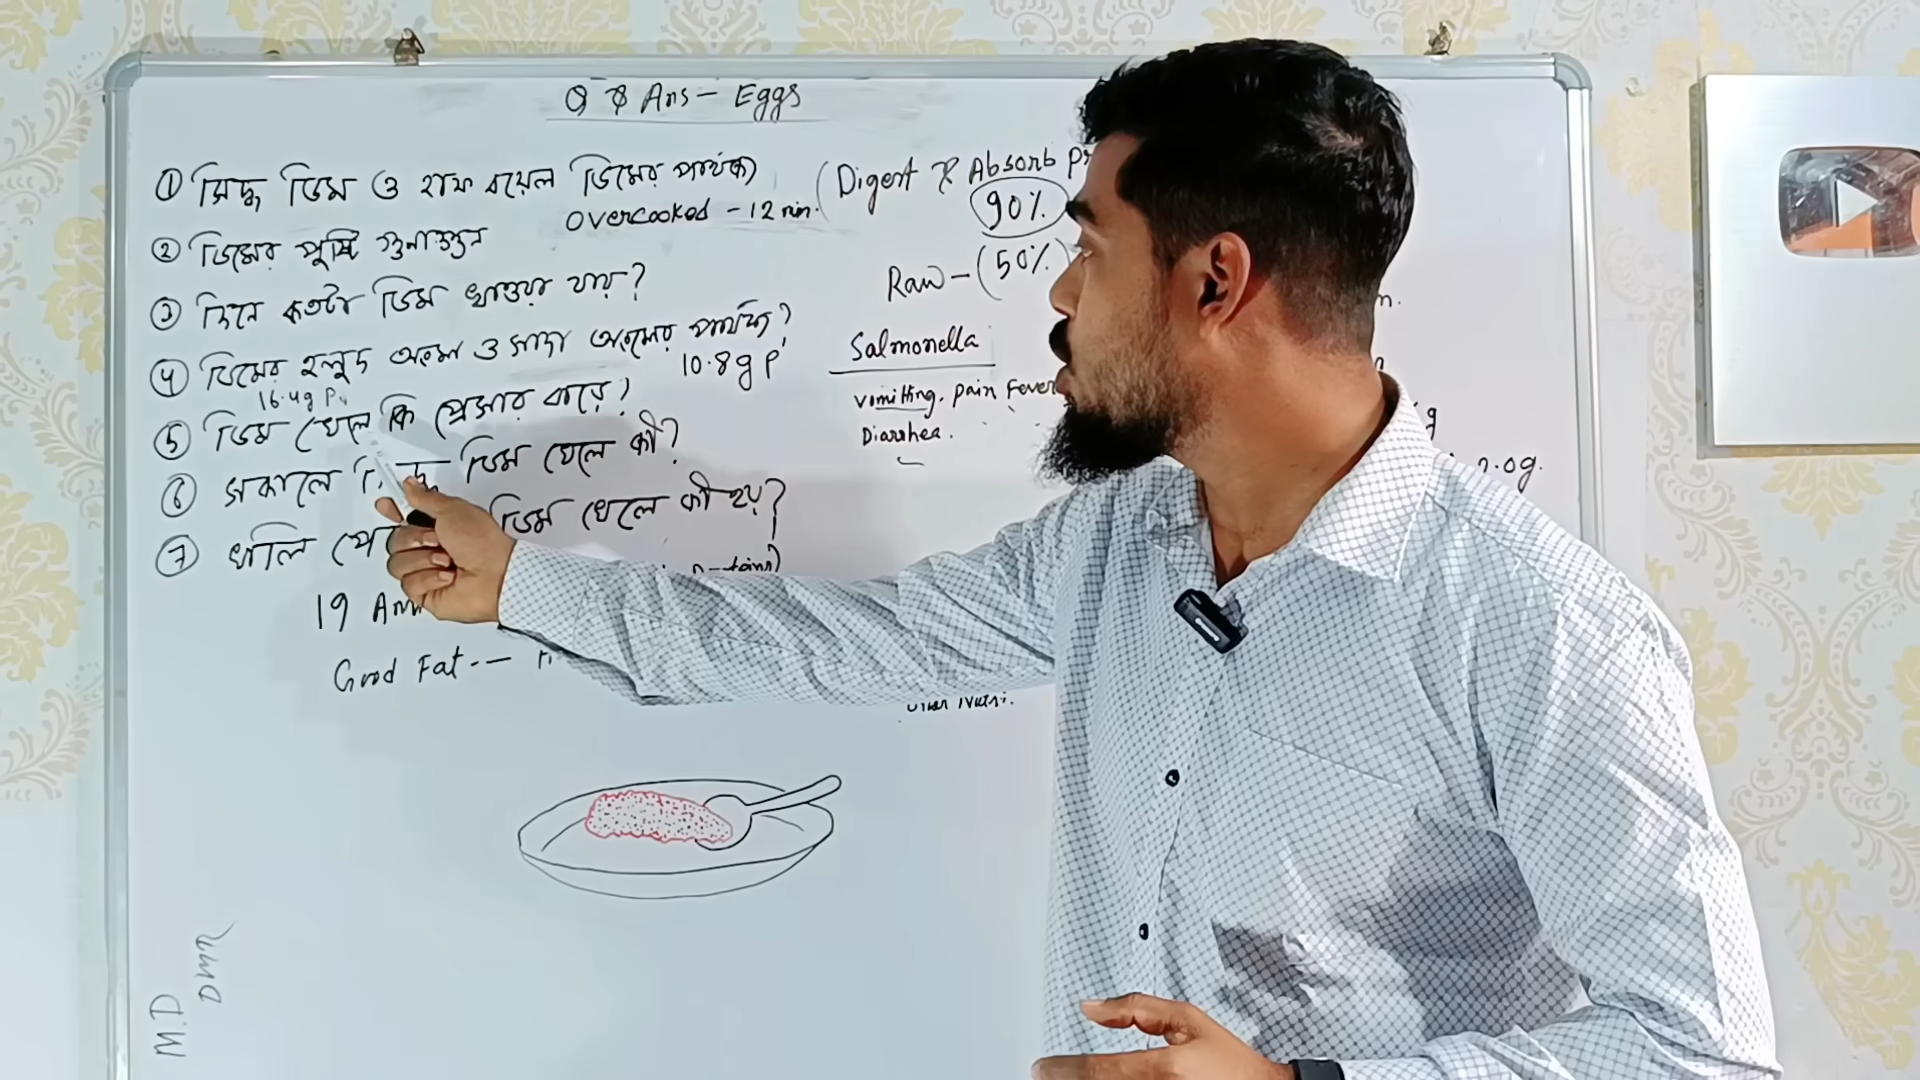 Q & Ans - Eggs
① সিদ্ধ ডিম ও হাফ বয়েল ডিমের পার্থক্য (Digest & Absorb
overcooked - 12 min.
90%
② ডিমের পুষ্টি গুনাগুন
Raw - (50%)
③ দিনে কতটা ডিম খাওয়া যায়?
④ ডিমের হলুদ অংশ ও সাদা অংশের পার্থক্য?
16.4g P.
10.8g P
Salmonella
vomitting. pain Fever
Diarrhea.
⑤ ডিম খেলে কি প্রেসার বাড়ে?
⑥ সকালে ডিম খেলে কী?
⑦ খালি ডিম খেলে কী হয়?
19
Good Fat --